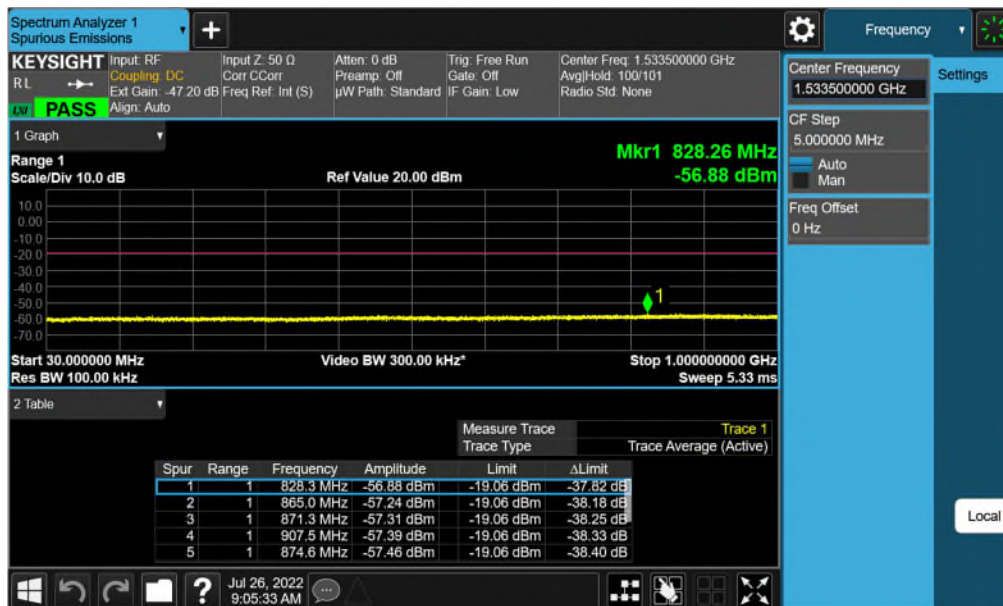 Spectrum Analyzer 1
Spurious Emissions
+
Frequency
KEYSIGHT Input: RF Input Z: 50 Ω Atten: 0 dB Trig: Free Run Center Freq: 1.533500000 GHz
RL Coupling: DC Corr CCorr Preamp: Off Gate: Off Avg|Hold: 100/101
Ext Gain: -47.20 dB Freq Ref: Int (S) µW Path: Standard IF Gain: Low Radio Std: None
LXI PASS Align: Auto
Center Frequency
1.533500000 GHz
Settings
CF Step
5.000000 MHz
Auto
Man
Freq Offset
0 Hz
1 Graph
Range 1
Scale/Div 10.0 dB
Ref Value 20.00 dBm
Mkr1 828.26 MHz
-56.88 dBm
10.0
0.00
-10.0
-20.0
-30.0
-40.0
-50.0
-60.0
-70.0
1
Start 30.000000 MHz Video BW 300.00 kHz* Stop 1.000000000 GHz
Res BW 100.00 kHz Sweep 5.33 ms
2 Table
Measure Trace Trace 1
Trace Type Trace Average (Active)
Spur Range Frequency Amplitude Limit ΔLimit
1 1 828.3 MHz -56.88 dBm -19.06 dBm -37.82 dB
2 1 865.0 MHz -57.24 dBm -19.06 dBm -38.18 dB
3 1 871.3 MHz -57.31 dBm -19.06 dBm -38.25 dB
4 1 907.5 MHz -57.39 dBm -19.06 dBm -38.33 dB
5 1 874.6 MHz -57.46 dBm -19.06 dBm -38.40 dB
Local
? Jul 26, 2022
9:05:33 AM